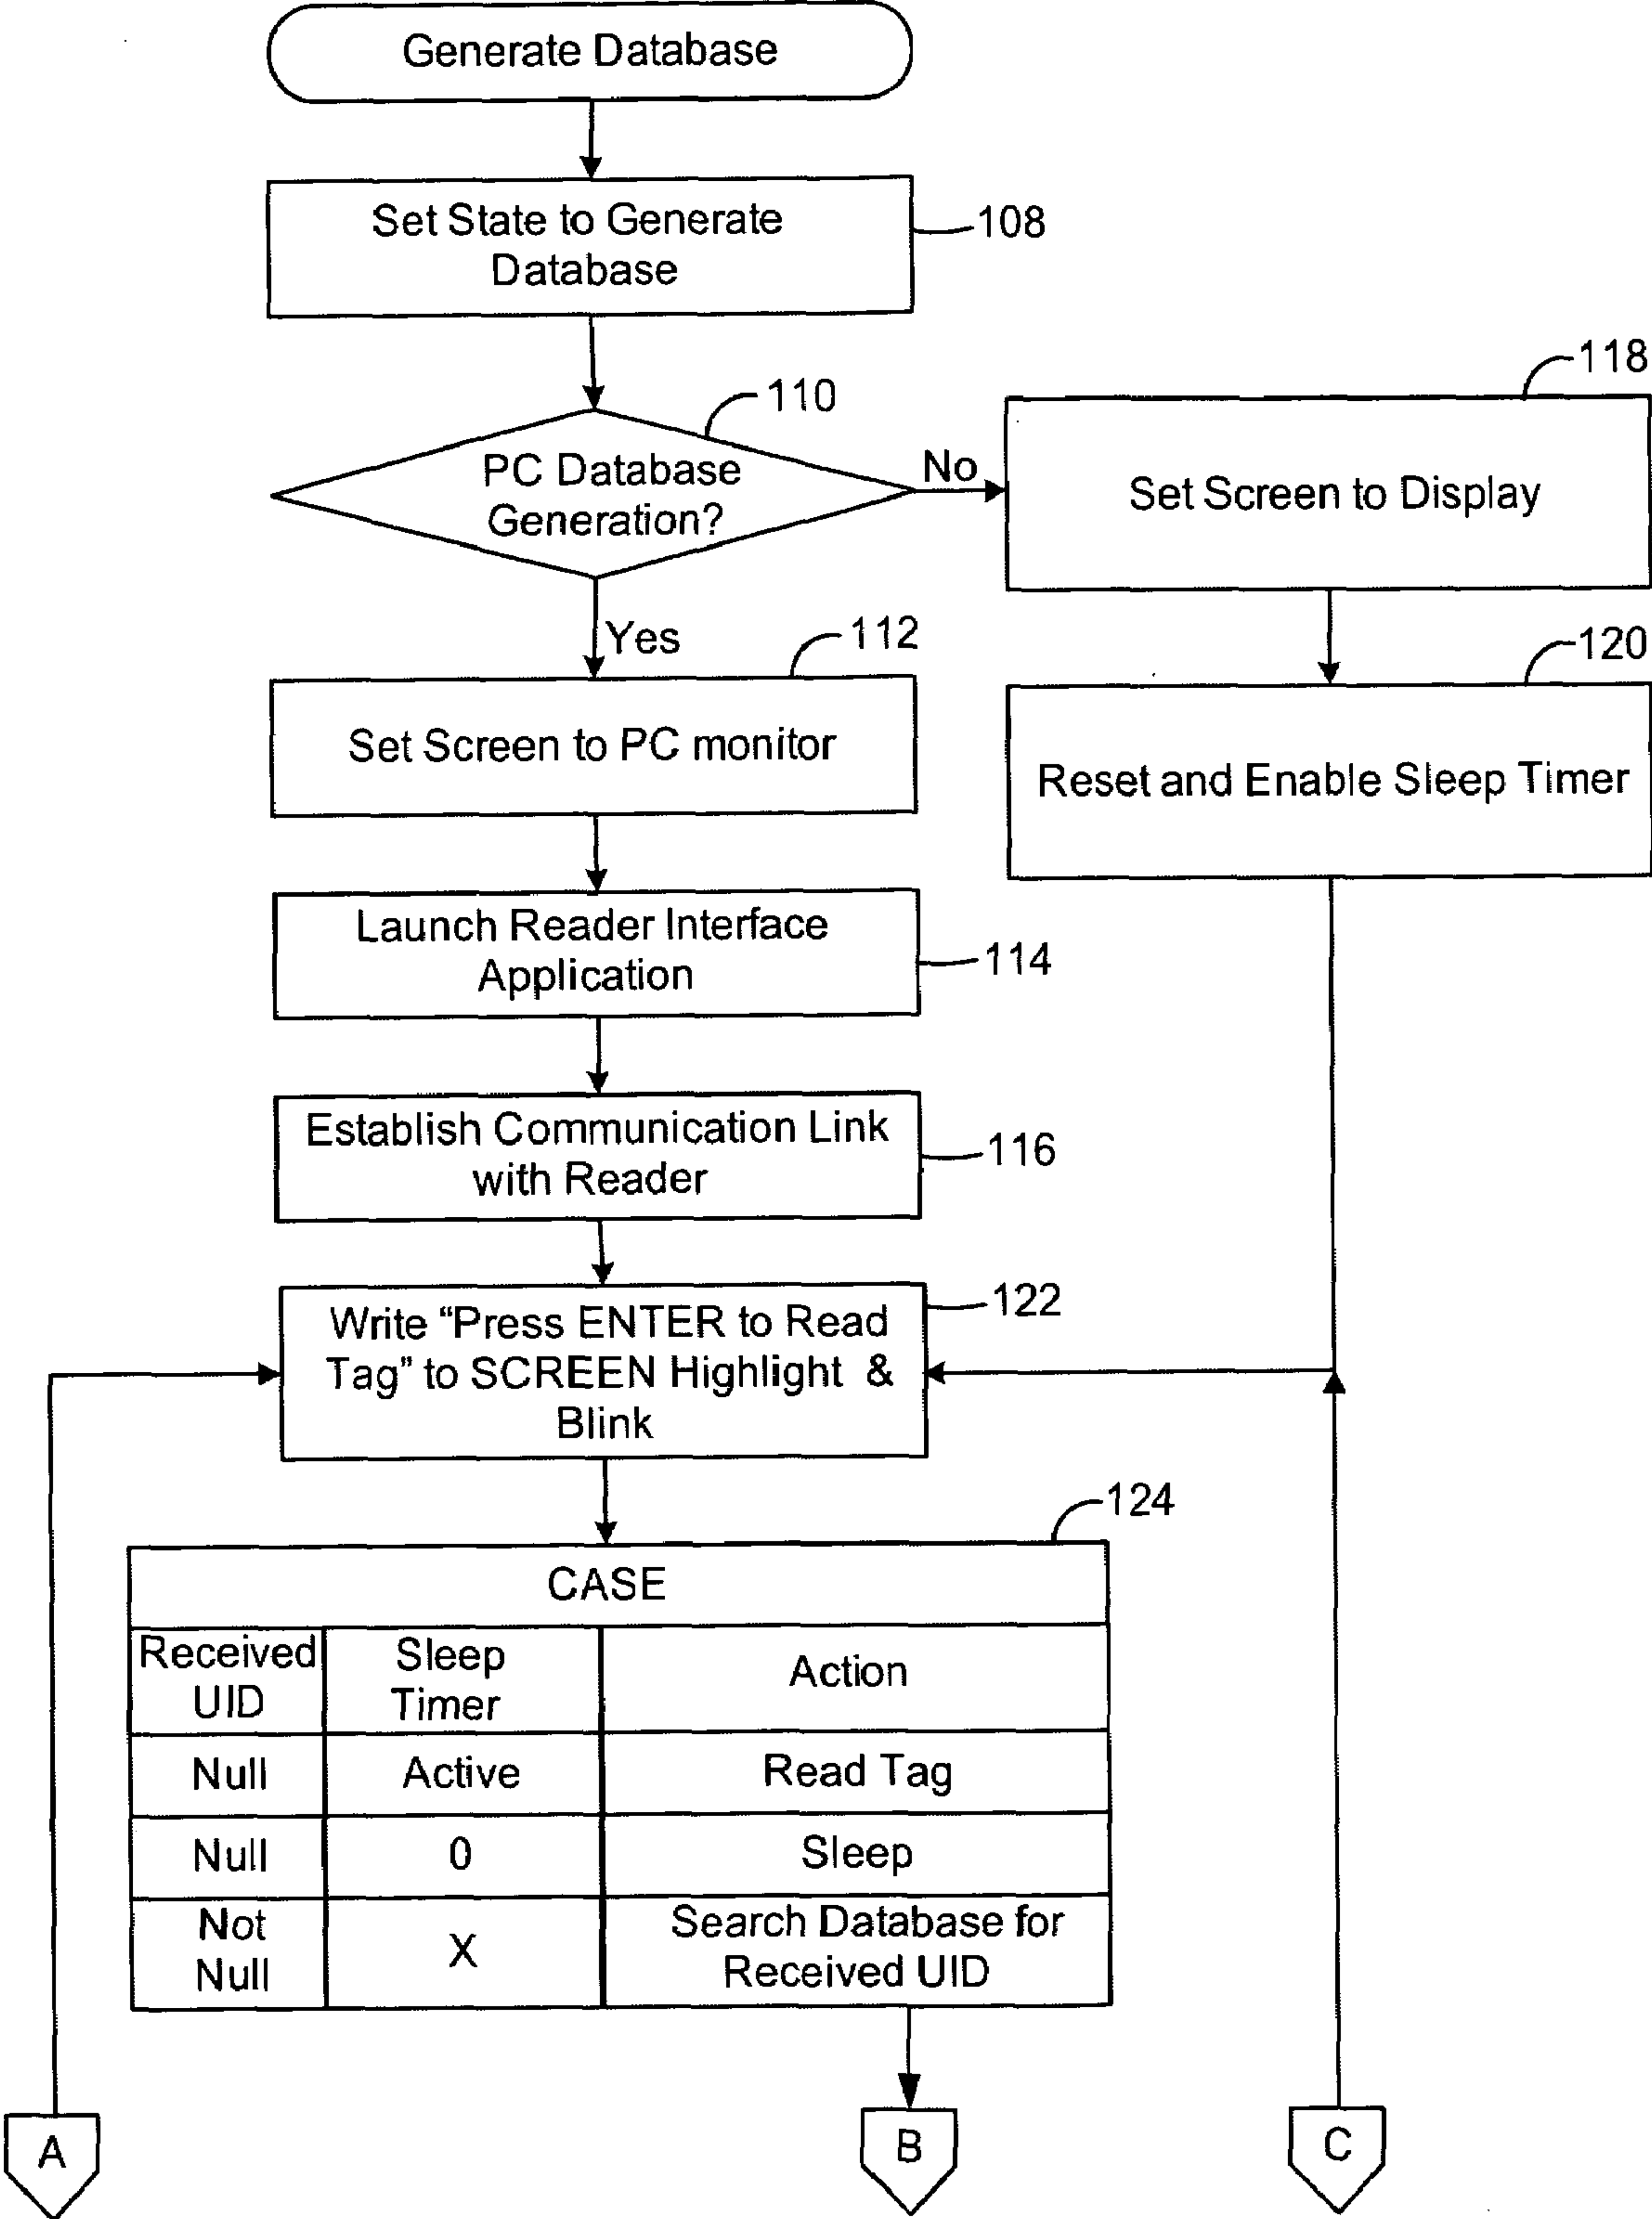 Generate Database
Set State to Generate
Database
108
110
PC Database
Generation?
No
118
Set Screen to Display
Yes
112
Set Screen to PC monitor
120
Reset and Enable Sleep Timer
Launch Reader Interface
Application
114
Establish Communication Link
with Reader
116
Write “Press ENTER to Read
Tag” to SCREEN Highlight &
Blink
122
124
CASE
Received
UID
Sleep
Timer
Action
Null
Active
Read Tag
Null
0
Sleep
Not
Null
X
Search Database for
Received UID
A
B
C